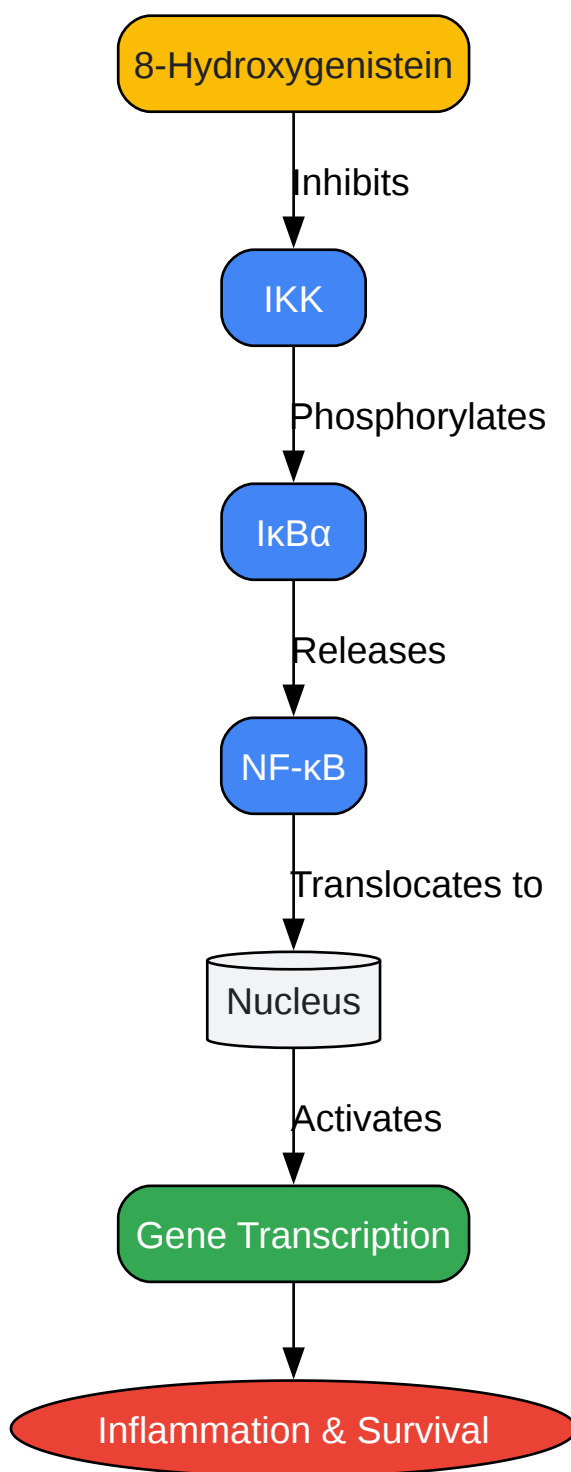 8-Hydroxygenistein
Inhibits
IKK
Phosphorylates
IκBα
Releases
NF-κB
Translocates to
Nucleus
Activates
Gene Transcription
Inflammation & Survival